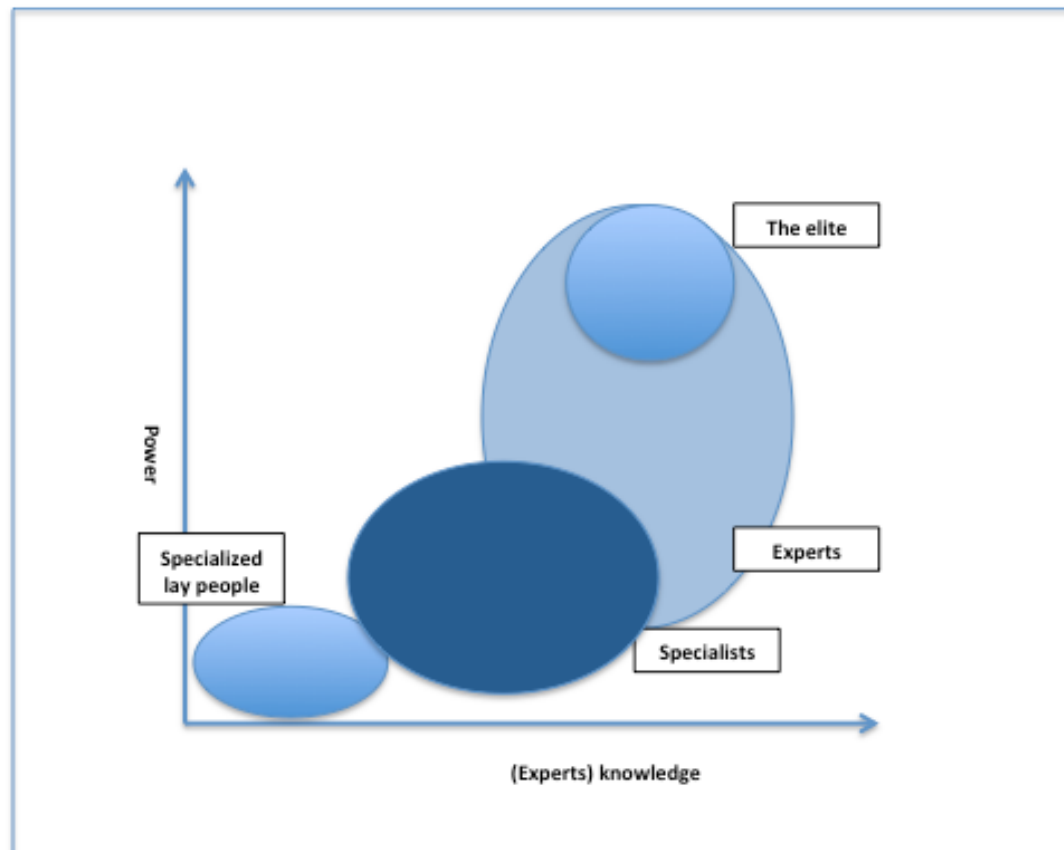 The elite
Power
Experts
Specialized
lay people
Specialists
(Experts) knowledge